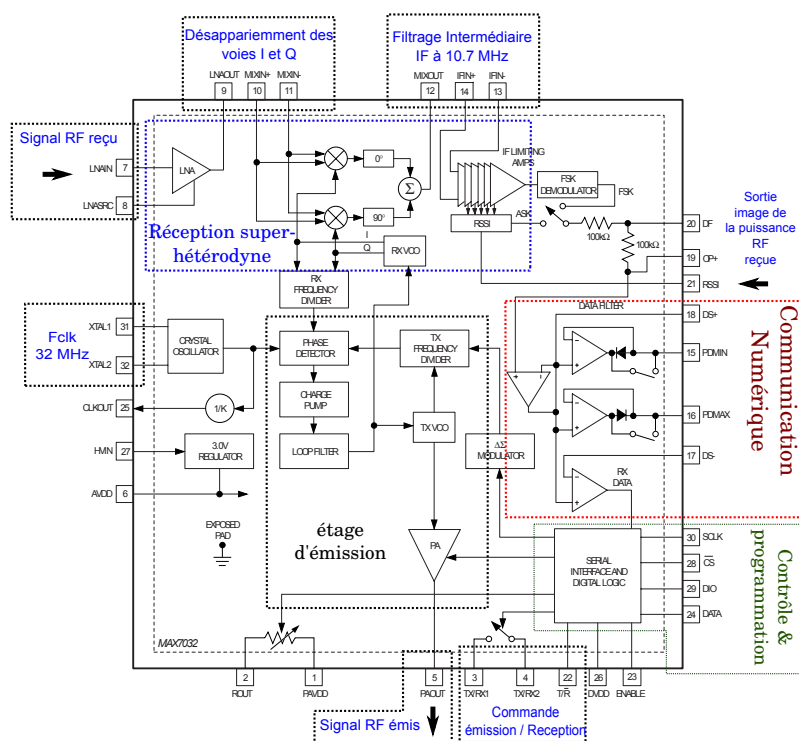 Désappariement des
voies I et Q
Filtrage Intermédiaire
IF à 10.7 MHz
LNAOUT MIXIN+ MIXIN-
9 10 11
MIXOUT IFIN+ IFIN-
12 14 13
Signal RF reçu
LNAIN 7
LNASRC 8
LNA
0°
90°
Σ
IF LIMITING
AMPS
FSK
DEMODULATOR
FSK
ASK
RSSI
I
Q
RX VCO
Réception super-
hétérodyne
100kΩ
100kΩ
20 DF
19 OP+
21 RSSI
Sortie
image de
la puissance
RF
reçue
RX
FREQUENCY
DIVIDER
Fclk
32 MHz
XTAL1 31
XTAL2 32
CRYSTAL
OSCILLATOR
CLKOUT 25
1/K
HVIN 27
3.0V
REGULATOR
AVDD 6
EXPOSED
PAD
PHASE
DETECTOR
CHARGE
PUMP
LOOP FILTER
TX
FREQUENCY
DIVIDER
TX VCO
ΔΣ
MODULATOR
étage
d'émission
PA
DATA FILTER
18 DS+
15 PDMIN
16 PDMAX
17 DS-
RX
DATA
Communication
Numérique
SERIAL
INTERFACE AND
DIGITAL LOGIC
30 SCLK
28 CS
29 DIO
24 DATA
Contrôle &
programmation
MAX7032
2 1 5 3 4 22 26 23
ROUT PAVDD PAOUT TX/RX1 TX/RX2 T/R DVDD ENABLE
Signal RF émis
Commande
émission / Reception